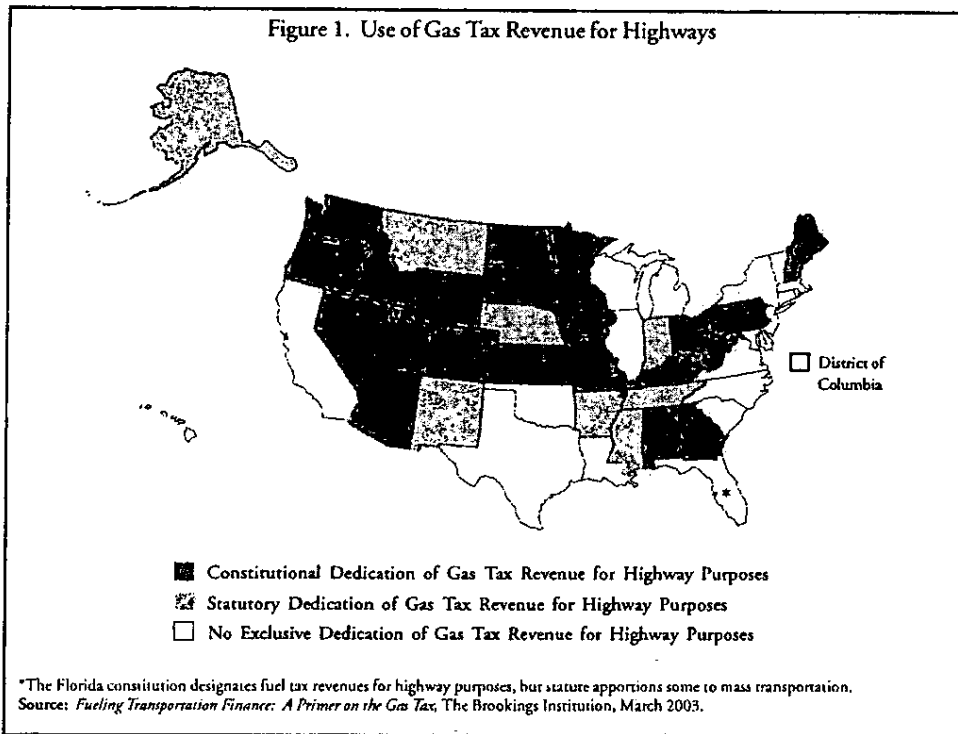 Figure 1. Use of Gas Tax Revenue for Highways
District of
Columbia
*
Constitutional Dedication of Gas Tax Revenue for Highway Purposes
Statutory Dedication of Gas Tax Revenue for Highway Purposes
No Exclusive Dedication of Gas Tax Revenue for Highway Purposes
*The Florida constitution designates fuel tax revenues for highway purposes, but stature apportions some to mass transportation.
Source: Fueling Transportation Finance: A Primer on the Gas Tax, The Brookings Institution, March 2003.